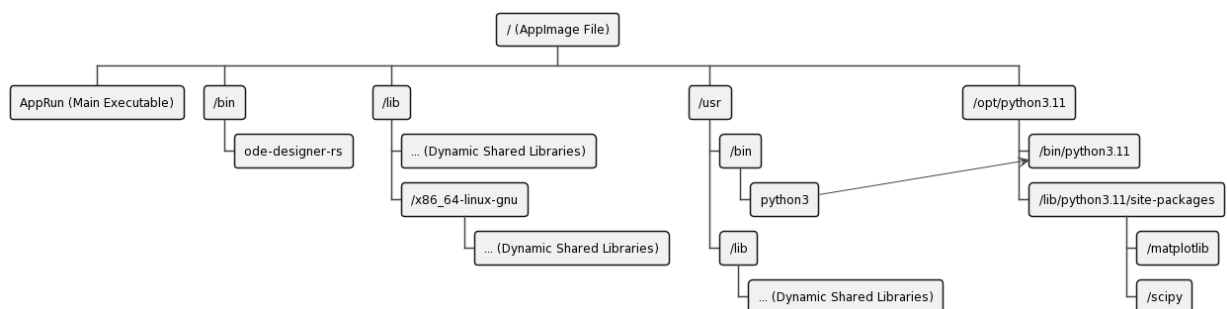 / (AppImage File)
AppRun (Main Executable)
/bin
ode-designer-rs
/lib
... (Dynamic Shared Libraries)
/x86_64-linux-gnu
... (Dynamic Shared Libraries)
/usr
/bin
python3
/lib
... (Dynamic Shared Libraries)
/opt/python3.11
/bin/python3.11
/lib/python3.11/site-packages
/matplotlib
/scipy